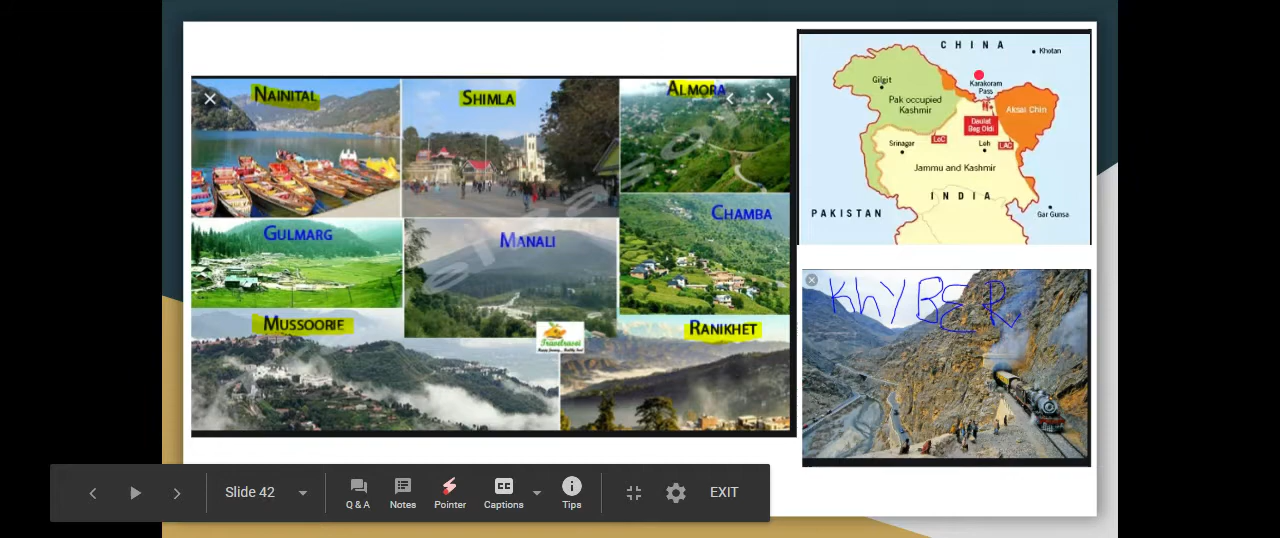 NAINITAL
SHIMLA
ALMORA
GULMARG
MANALI
CHAMBA
MUSSOORIE
RANIKHET
Travelrasoi
CHINA
Khotan
Gilgit
Karakoram
Pass
Pak occupied
Kashmir
Aksai Chin
Daulat
Beg Oldi
LoC
Srinagar
Leh
LAC
Jammu and Kashmir
INDIA
PAKISTAN
Gar Gunsa
KhYBER
Slide 42
Q & A
Notes
Pointer
Captions
Tips
EXIT
CC